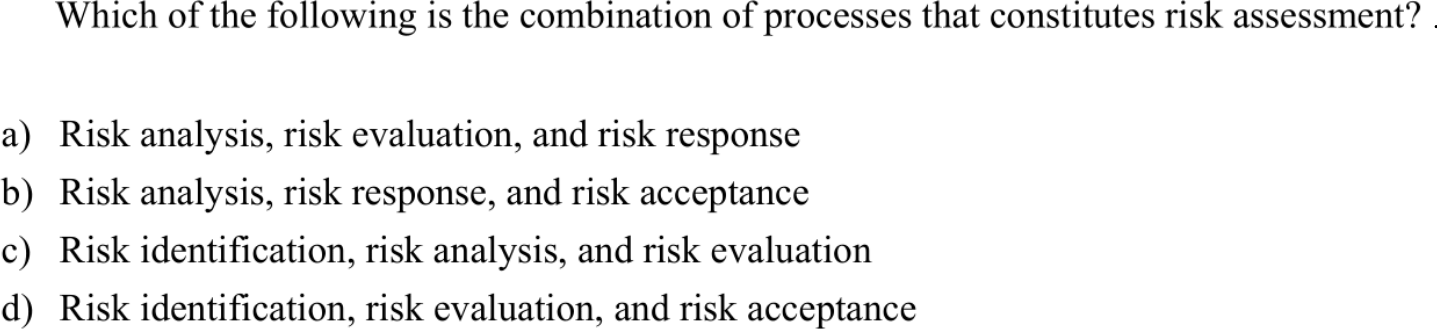 Which of the following is the combination of processes that constitutes risk assessment? .
a) Risk analysis, risk evaluation, and risk response
b) Risk analysis, risk response, and risk acceptance
c) Risk identification, risk analysis, and risk evaluation
d) Risk identification, risk evaluation, and risk acceptance